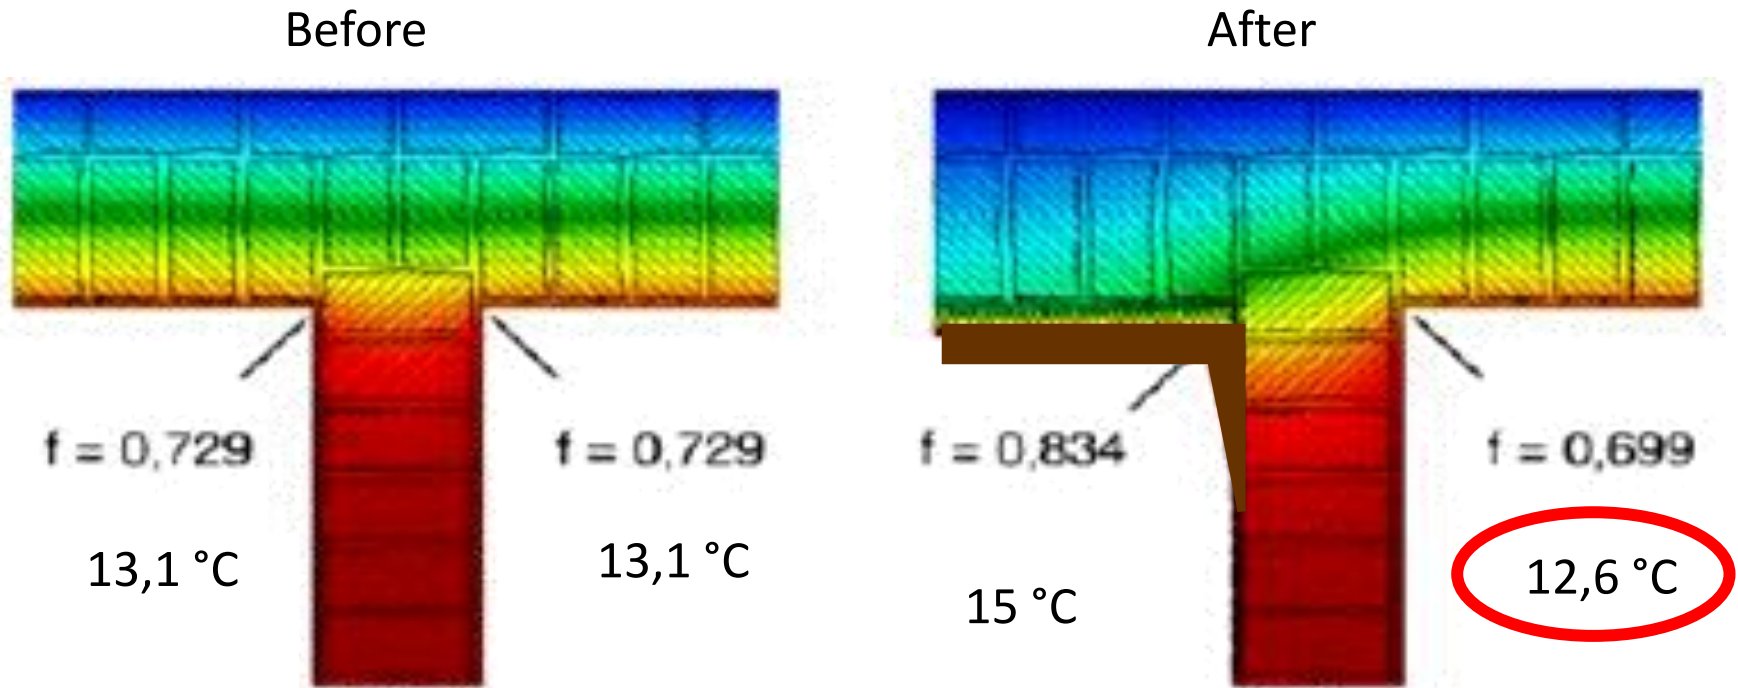 Before
After
f = 0,729
f = 0,729
f = 0,834
f = 0,699
13,1 °C
13,1 °C
15 °C
12,6 °C